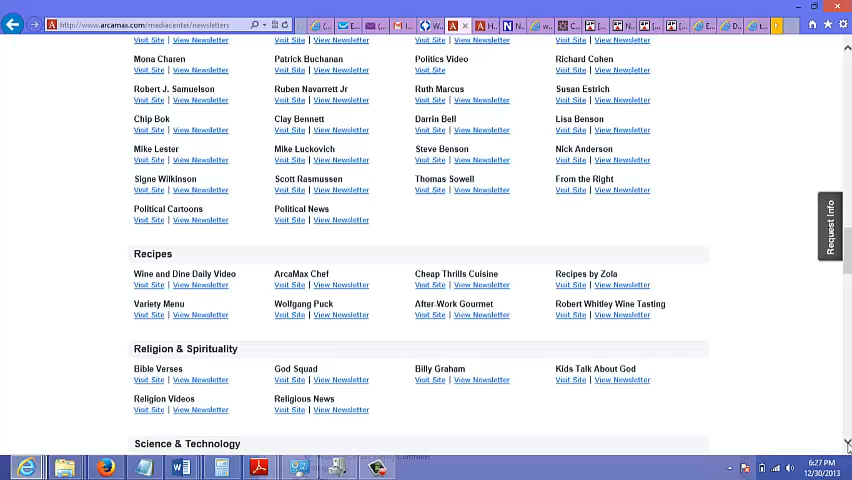 http://www.arcamax.com/mediacenter/newsletters
Visit Site | View Newsletter Visit Site | View Newsletter Visit Site | View Newsletter Visit Site | View Newsletter
Mona Charen Patrick Buchanan Politics Video Richard Cohen
Visit Site | View Newsletter Visit Site | View Newsletter Visit Site Visit Site | View Newsletter
Robert J. Samuelson Ruben Navarrett Jr Ruth Marcus Susan Estrich
Visit Site | View Newsletter Visit Site | View Newsletter Visit Site | View Newsletter Visit Site | View Newsletter
Chip Bok Clay Bennett Darrin Bell Lisa Benson
Visit Site | View Newsletter Visit Site | View Newsletter Visit Site | View Newsletter Visit Site | View Newsletter
Mike Lester Mike Luckovich Steve Benson Nick Anderson
Visit Site | View Newsletter Visit Site | View Newsletter Visit Site | View Newsletter Visit Site | View Newsletter
Signe Wilkinson Scott Rasmussen Thomas Sowell From the Right
Visit Site | View Newsletter Visit Site | View Newsletter Visit Site | View Newsletter Visit Site | View Newsletter
Political Cartoons Political News
Visit Site | View Newsletter Visit Site | View Newsletter
Request Info
Recipes
Wine and Dine Daily Video ArcaMax Chef Cheap Thrills Cuisine Recipes by Zola
Visit Site | View Newsletter Visit Site | View Newsletter Visit Site | View Newsletter Visit Site | View Newsletter
Variety Menu Wolfgang Puck After-Work Gourmet Robert Whitley Wine Tasting
Visit Site | View Newsletter Visit Site | View Newsletter Visit Site | View Newsletter Visit Site | View Newsletter
Religion & Spirituality
Bible Verses God Squad Billy Graham Kids Talk About God
Visit Site | View Newsletter Visit Site | View Newsletter Visit Site | View Newsletter Visit Site | View Newsletter
Religion Videos Religious News
Visit Site | View Newsletter Visit Site | View Newsletter
Science & Technology
6:27 PM
12/30/2013